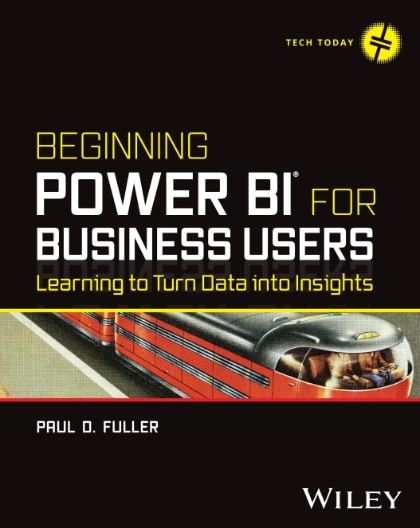 TECH TODAY
BEGINNING
POWER BI® FOR
BUSINESS USERS
Learning to Turn Data into Insights
PAUL D. FULLER
WILEY